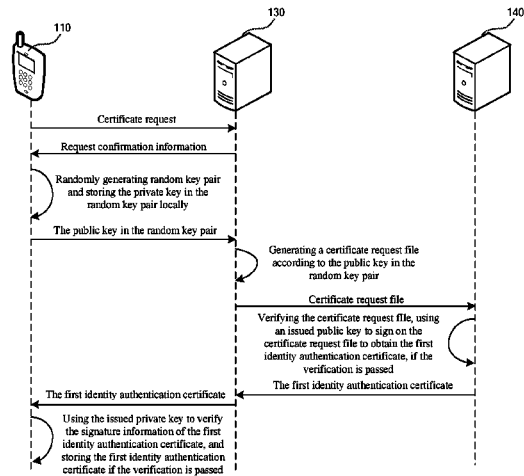 110
130
140
Certificate request
Request confirmation information
Randomly generating random key pair
and storing the private key in the
random key pair locally
The public key in the random key pair
Generating a certificate request file
according to the public key in the
random key pair
Certificate request file
Verifying the certificate request file, using
an issued public key to sign on the
certificate request file to obtain the first
identity authentication certificate, if the
verification is passed
The first identity authentication certificate
The first identity authentication certificate
Using the issued private key to verify
the signature information of the first
identity authentication certificate, and
storing the first identity authentication
certificate if the verification is passed